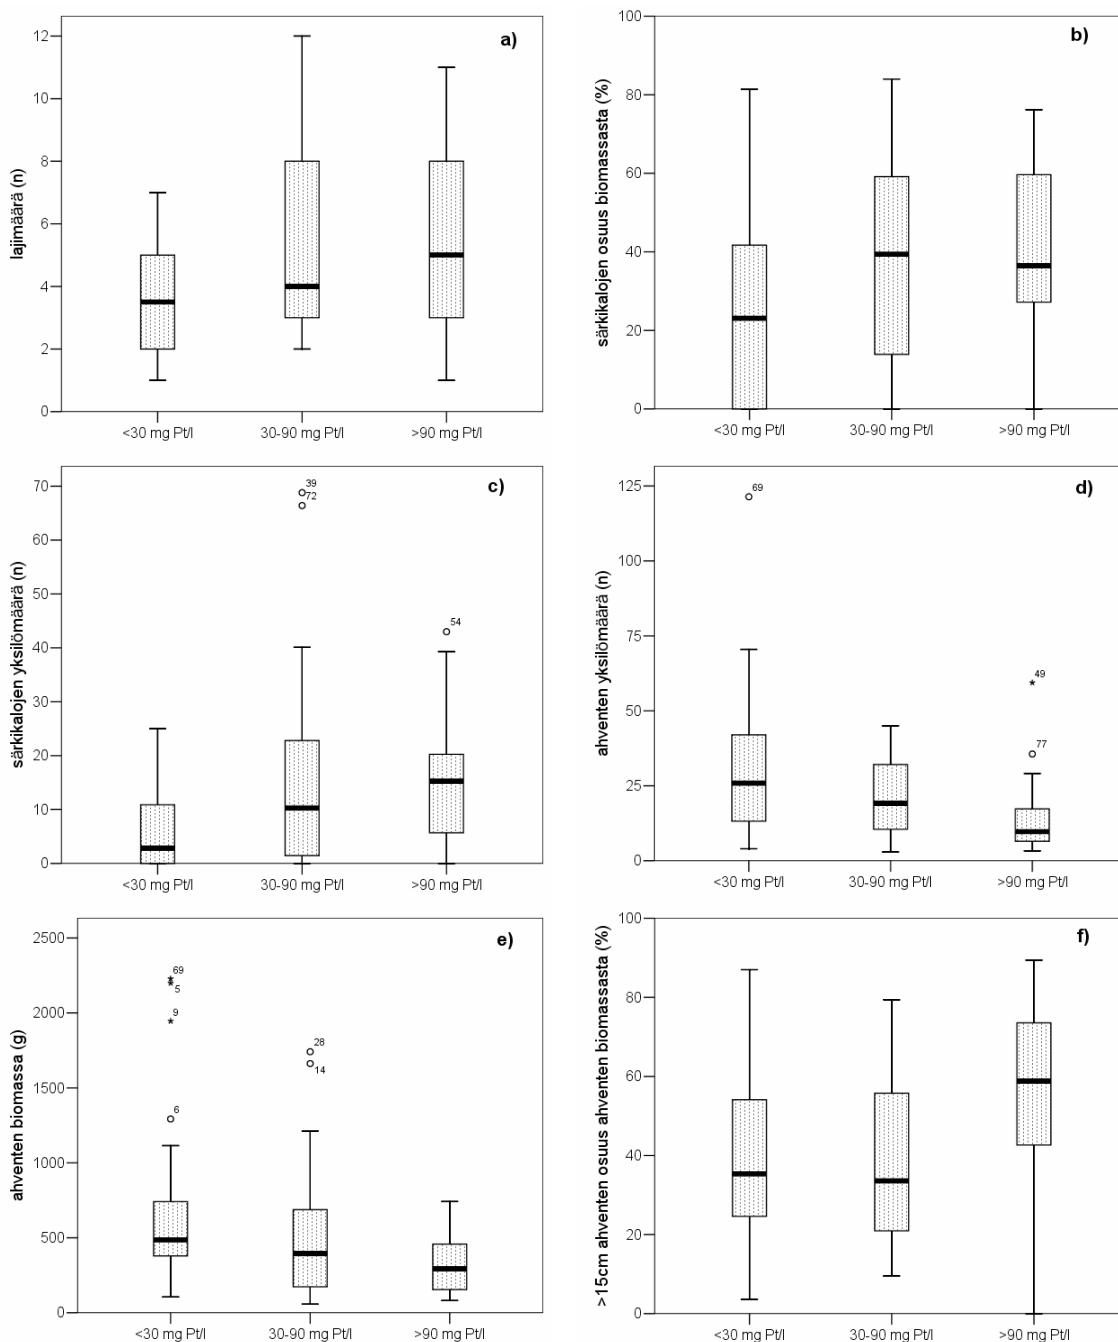 a)
lajimäärä (n)
12
10
8
6
4
2
0
<30 mg Pt/l
30-90 mg Pt/l
>90 mg Pt/l
b)
särkikalojen osuus biomassasta (%)
100
80
60
40
20
0
<30 mg Pt/l
30-90 mg Pt/l
>90 mg Pt/l
c)
särkikalojen yksilömäärä (n)
70
60
50
40
30
20
10
0
39
72
54
<30 mg Pt/l
30-90 mg Pt/l
>90 mg Pt/l
d)
ahventen yksilömäärä (n)
125
100
75
50
25
0
69
49
77
<30 mg Pt/l
30-90 mg Pt/l
>90 mg Pt/l
e)
ahventen biomassa (g)
2500
2000
1500
1000
500
0
69
5
9
6
28
14
<30 mg Pt/l
30-90 mg Pt/l
>90 mg Pt/l
f)
>15cm ahventen osuus ahventen biomassasta (%)
100
80
60
40
20
0
<30 mg Pt/l
30-90 mg Pt/l
>90 mg Pt/l